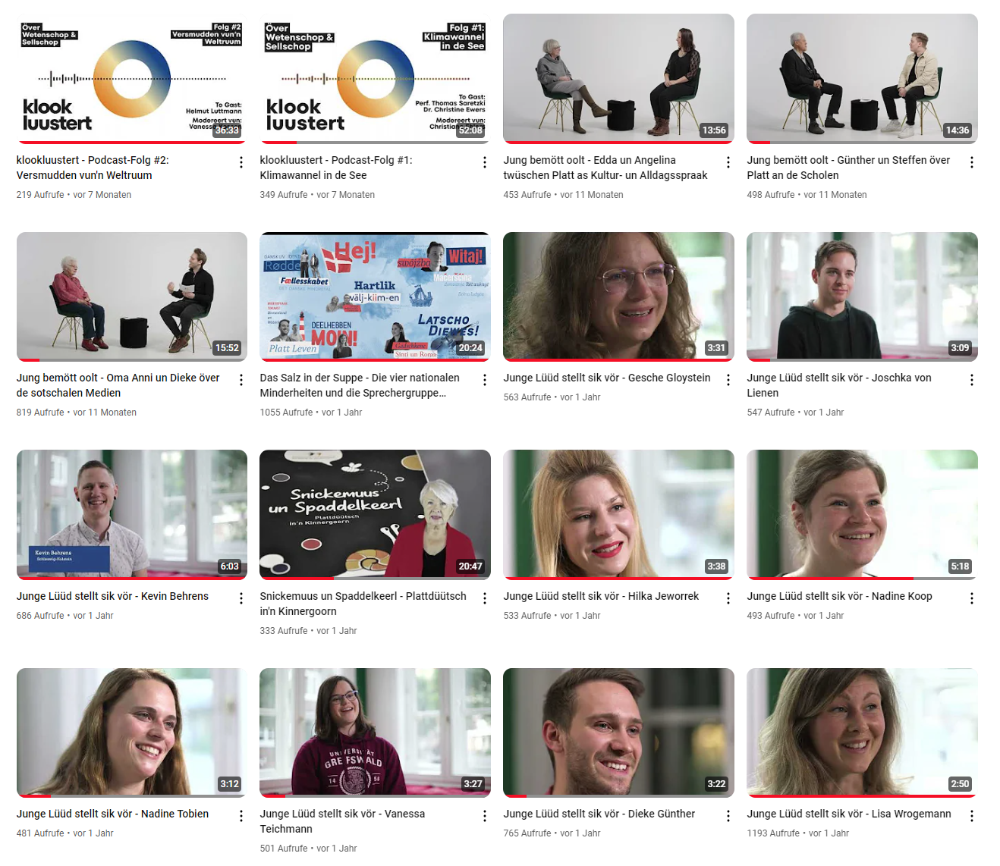 Över
Wetenschop &
Sellschop
Folg #2
Versmudden vun'n
Weltruum
klook
luustert
To Gast:
Helmut Luttmann
Modereert vun:
36:33
Över
Wetenschop &
Sellschop
Folg #1:
Klimawannel
in de See
klook
luustert
To Gast:
Perf. Thomas Saretzki
Dr. Christine Ewers
Modereert vun:
52:08
13:56
14:36
klookluustert - Podcast-Folg #2:
Versmudden vun'n Weltruum
219 Aufrufe • vor 7 Monaten
klookluustert - Podcast-Folg #1:
Klimawannel in de See
349 Aufrufe • vor 7 Monaten
Jung bemött oolt - Edda un Angelina
twüschen Platt as Kultur- un Alldagsspraak
453 Aufrufe • vor 11 Monaten
Jung bemött oolt - Günther un Steffen över
Platt an de Scholen
498 Aufrufe • vor 11 Monaten
15:52
Hej!
Rødde
Fællesskabet
swójźba
Witaj!
Hartlik
wälj-kiim-en
DEELHEBBEN
MOIN!
Platt Leven
LATSCHO
DIEWES!
Sinti un Roma
20:24
3:31
3:09
Jung bemött oolt - Oma Anni un Dieke över
de sotschalen Medien
819 Aufrufe • vor 11 Monaten
Das Salz in der Suppe - Die vier nationalen
Minderheiten und die Sprechergruppe...
1055 Aufrufe • vor 1 Jahr
Junge Lüüd stellt sik vör - Gesche Gloystein
563 Aufrufe • vor 1 Jahr
Junge Lüüd stellt sik vör - Joschka von
Lienen
547 Aufrufe • vor 1 Jahr
Kevin Behrens
Schleswig-Holstein
6:03
Snickemuus
un Spaddelkeerl
Plattdüütsch
in'n Kinnergoorn
20:47
3:38
5:18
Junge Lüüd stellt sik vör - Kevin Behrens
686 Aufrufe • vor 1 Jahr
Snickemuus un Spaddelkeerl - Plattdüütsch
in'n Kinnergoorn
333 Aufrufe • vor 1 Jahr
Junge Lüüd stellt sik vör - Hilka Jeworrek
533 Aufrufe • vor 1 Jahr
Junge Lüüd stellt sik vör - Nadine Koop
493 Aufrufe • vor 1 Jahr
3:12
UNIVERSITÄT
GREIFSWALD
14 56
3:27
3:22
2:50
Junge Lüüd stellt sik vör - Nadine Tobien
481 Aufrufe • vor 1 Jahr
Junge Lüüd stellt sik vör - Vanessa
Teichmann
501 Aufrufe • vor 1 Jahr
Junge Lüüd stellt sik vör - Dieke Günther
765 Aufrufe • vor 1 Jahr
Junge Lüüd stellt sik vör - Lisa Wrogemann
1193 Aufrufe • vor 1 Jahr